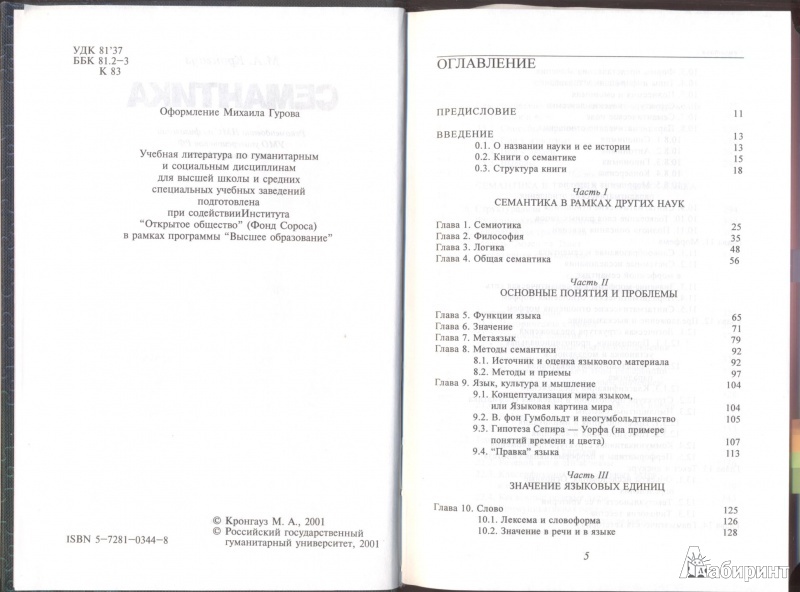 УДК 81'37
ББК 81.2—3
К 83
СЕМАНТИКА
Оформление Михаила Гурова
Учебная литература по гуманитарным
и социальным дисциплинам
для высшей школы и средних
специальных учебных заведений
подготовлена
при содействииИнститута
"Открытое общество" (Фонд Сороса)
в рамках программы "Высшее образование"
© Кронгауз М. А., 2001
© Российский государственный
гуманитарный университет, 2001
ISBN 5-7281-0344-8
ОГЛАВЛЕНИЕ
ПРЕДИСЛОВИЕ 11
ВВЕДЕНИЕ 13
0.1. О названии науки и ее истории 13
0.2. Книги о семантике 15
0.3. Структура книги 18
Часть I
СЕМАНТИКА В РАМКАХ ДРУГИХ НАУК
Глава 1. Семиотика 25
Глава 2. Философия 35
Глава 3. Логика 48
Глава 4. Общая семантика 56
Часть II
ОСНОВНЫЕ ПОНЯТИЯ И ПРОБЛЕМЫ
Глава 5. Функции языка 65
Глава 6. Значение 71
Глава 7. Метаязык 79
Глава 8. Методы семантики 92
8.1. Источник и оценка языкового материала 92
8.2. Методы и приемы 97
Глава 9. Язык, культура и мышление 104
9.1. Концептуализация мира языком,
или Языковая картина мира 104
9.2. В. фон Гумбольдт и неогумбольдтианство 105
9.3. Гипотеза Сепира — Уорфа (на примере
понятий времени и цвета) 107
9.4. "Правка" языка 113
Часть III
ЗНАЧЕНИЕ ЯЗЫКОВЫХ ЕДИНИЦ
Глава 10. Слово 125
10.1. Лексема и словоформа 126
10.2. Значение в речи и в языке 128
5
Лабиринт